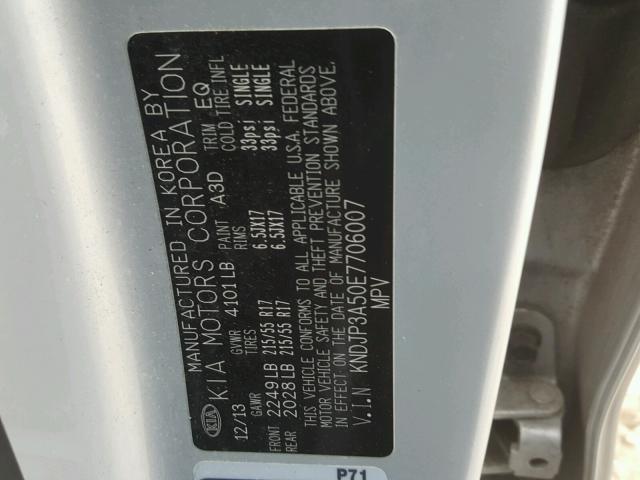 KIA
MANUFACTURED IN KOREA BY
KIA MOTORS CORPORATION
12/13 GVWR 4101LB PAINT A3D TRIM EQ
GAWR TIRES RIMS COLD TIRE INFL
FRONT 2249LB 215/55 R17 6.5JX17 33psi SINGLE
REAR 2028LB 215/55 R17 6.5JX17 33psi SINGLE
THIS VEHICLE CONFORMS TO ALL APPLICABLE U.S.A. FEDERAL
MOTOR VEHICLE SAFETY AND THEFT PREVENTION STANDARDS
IN EFFECT ON THE DATE OF MANUFACTURE SHOWN ABOVE.
V.I.N KNDJP3A50E7706007
MPV
P71